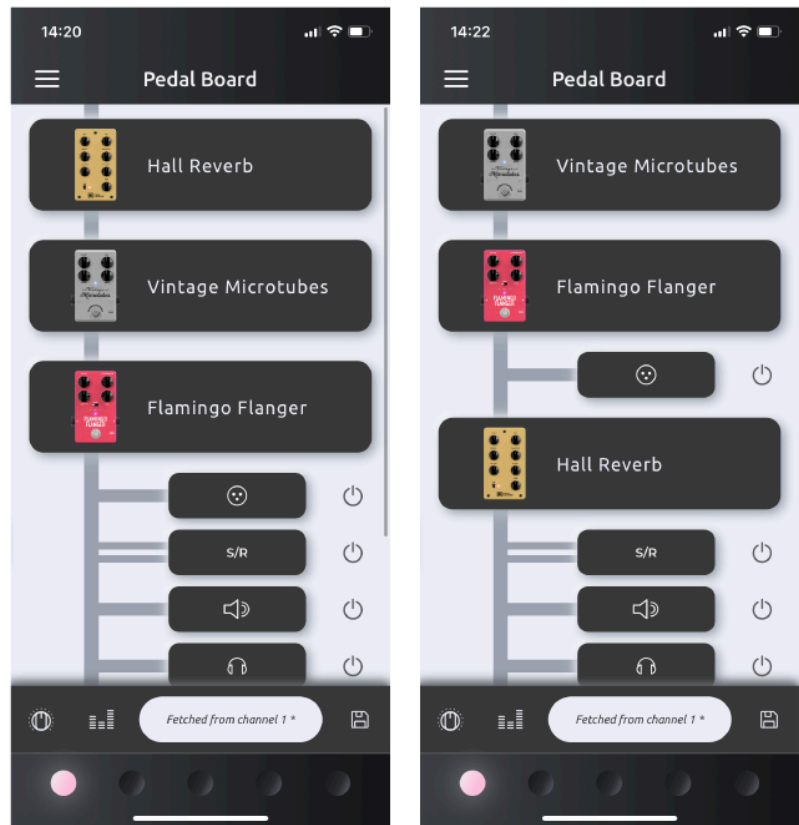 14:20
Pedal Board
Hall Reverb
Vintage Microtubes
Flamingo Flanger
S/R
Fetched from channel 1 *
14:22
Pedal Board
Vintage Microtubes
Flamingo Flanger
Hall Reverb
S/R
Fetched from channel 1 *